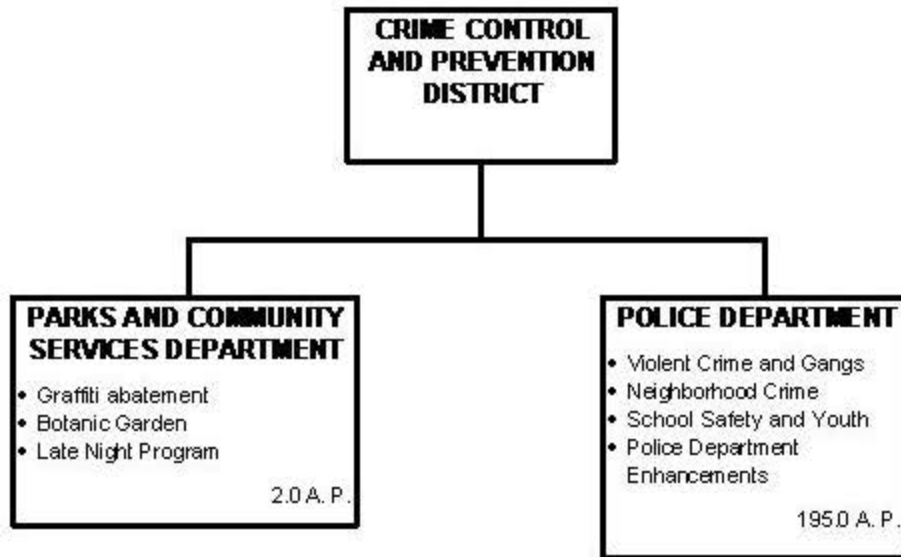 CRIME CONTROL
AND PREVENTION
DISTRICT
PARKS AND COMMUNITY
SERVICES DEPARTMENT
• Graffiti abatement
• Botanic Garden
• Late Night Program
2.0 A. P.
POLICE DEPARTMENT
• Violent Crime and Gangs
• Neighborhood Crime
• School Safety and Youth
• Police Department
Enhancements
195.0 A. P.